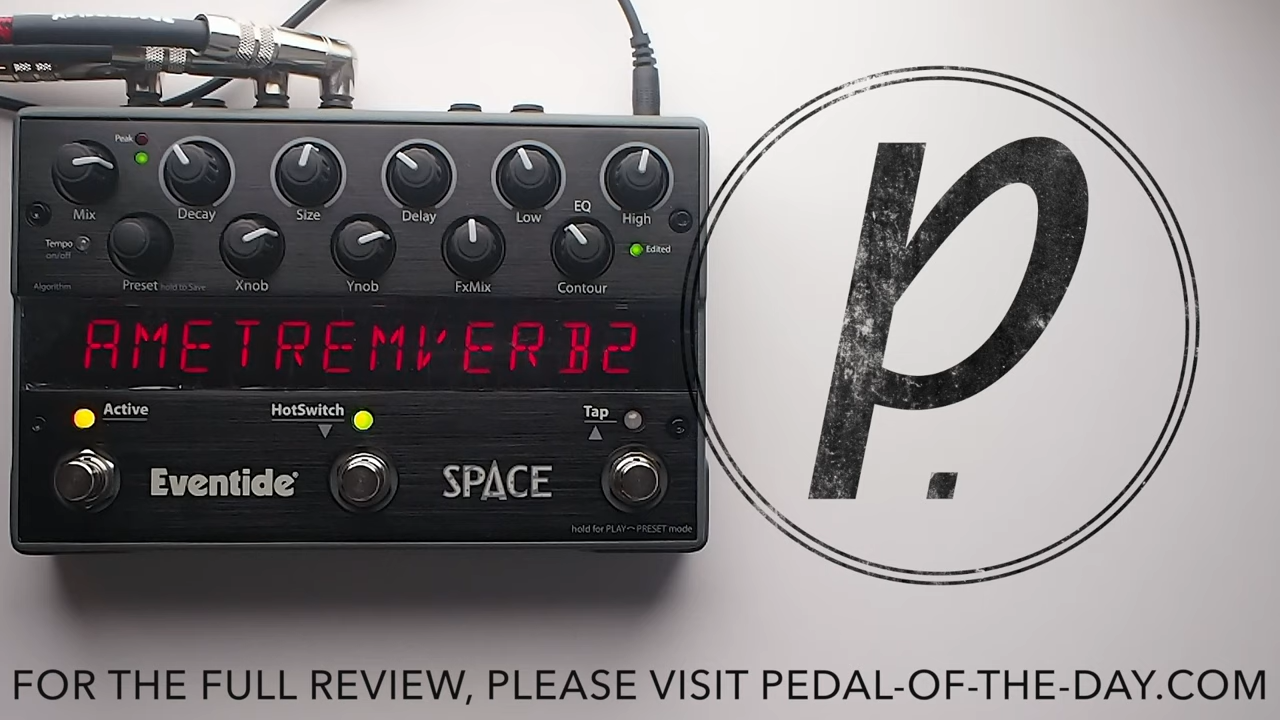 Peak
Mix Decay Size Delay Low EQ High
Tempo
on/off
Edited
Algorithm Preset hold to Save Xnob Ynob FxMix Contour
AMETREMVERB2
Active HotSwitch Tap
Eventide® SPACE
hold for PLAY PRESET mode
p.
FOR THE FULL REVIEW, PLEASE VISIT PEDAL-OF-THE-DAY.COM